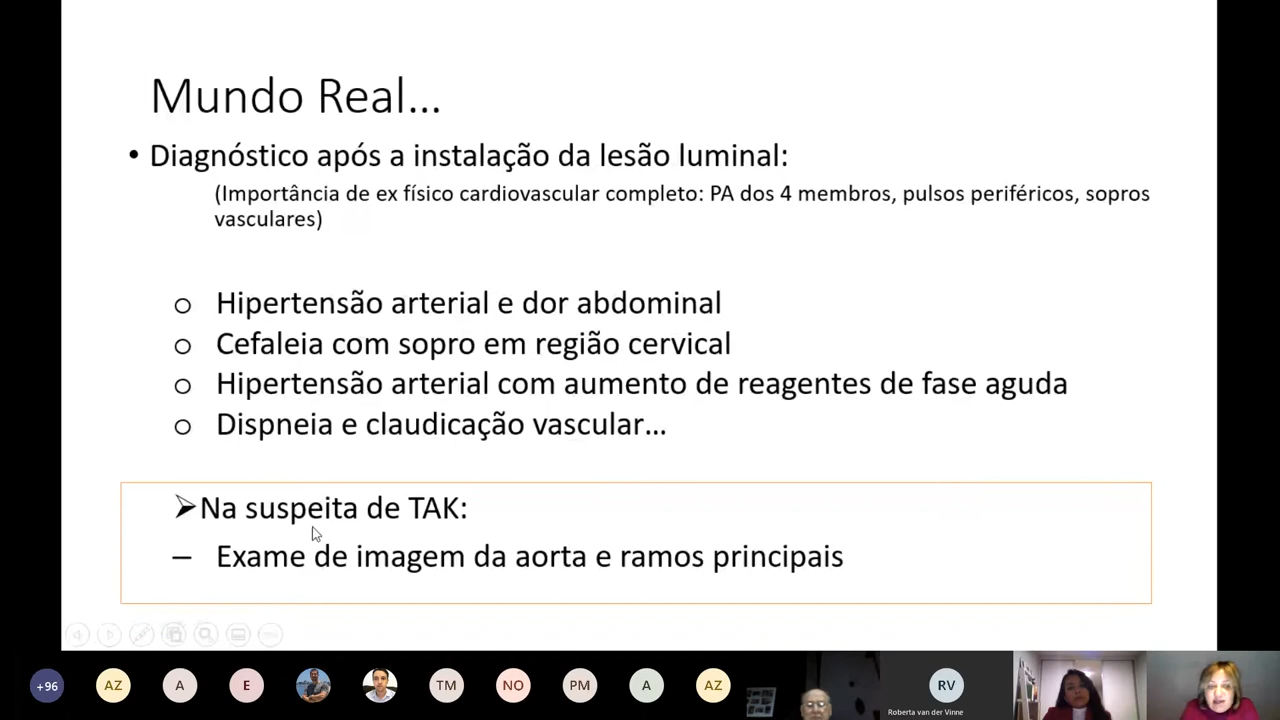 Mundo Real...
• Diagnóstico após a instalação da lesão luminal:
(Importância de ex físico cardiovascular completo: PA dos 4 membros, pulsos periféricos, sopros
vasculares)
o Hipertensão arterial e dor abdominal
o Cefaleia com sopro em região cervical
o Hipertensão arterial com aumento de reagentes de fase aguda
o Dispneia e claudicação vascular...
➢Na suspeita de TAK:
– Exame de imagem da aorta e ramos principais
+96 AZ A E TM NO PM A AZ RV
Roberta van der Vinne